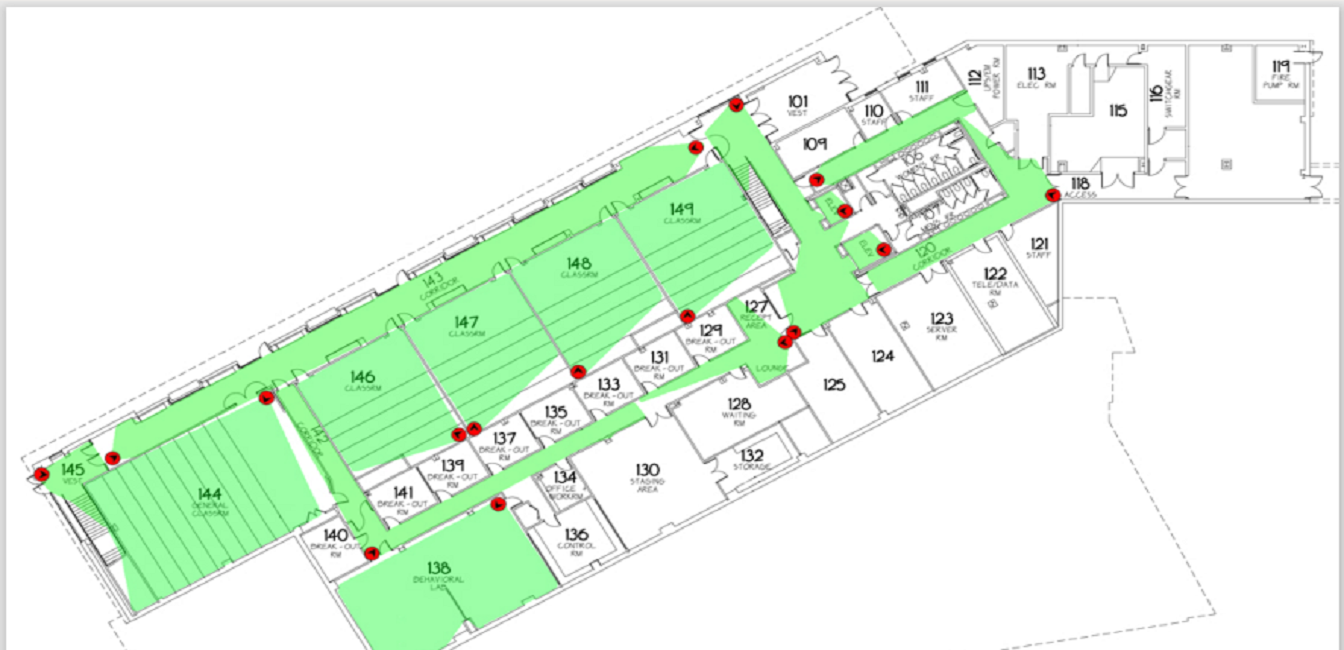 101
VEST
109
110
STAFF
111
STAFF
112
UPS/EM
POWER RM
113
ELEC RM
115
116
SWITCHGEAR
RM
119
FIRE
PUMP RM
118
ACCESS
106
107
ELEV
ELEV
120
CORRIDOR
121
STAFF
122
TELE/DATA
RM
123
SERVER
RM
124
125
127
RECEPT
AREA
LOUNGE
128
WAITING
RM
129
BREAK-OUT
RM
130
STAGING
AREA
131
BREAK-OUT
RM
132
STORAGE
133
BREAK-OUT
RM
134
OFFICE
WORKRM
135
BREAK-OUT
RM
136
CONTROL
RM
137
BREAK-OUT
RM
138
BEHAVIORAL
LAB
139
BREAK-OUT
RM
140
BREAK-OUT
RM
141
BREAK-OUT
RM
142
CORRIDOR
143
CORRIDOR
144
GENERAL
CLASSRM
145
VEST
146
CLASSRM
147
CLASSRM
148
CLASSRM
149
CLASSRM